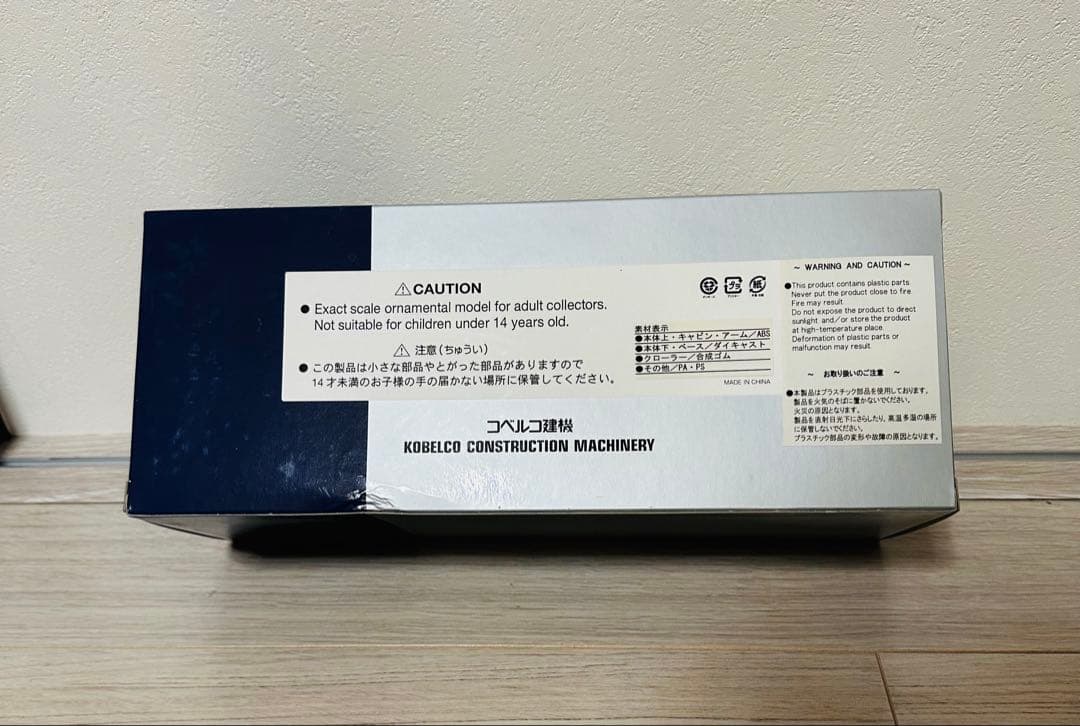 ⚠CAUTION
● Exact scale ornamental model for adult collectors.
Not suitable for children under 14 years old.
⚠ 注意(ちゅうい)
● この製品は小さな部品やとがった部品がありますので
14才未満のお子様の手の届かない場所に保管してください。
プラ
紙
素材表示
●本体上・キャビン・アーム/ABS
●本体下・ベース/ダイキャスト
●クローラー/合成ゴム
●その他/PA・PS
MADE IN CHINA
~ WARNING AND CAUTION ~
●This product contains plastic parts.
Never put the product close to fire
Fire may result.
Do not expose the product to direct
sunlight and/or store the product
at high-temperature place.
Deformation of plastic parts or
malfunction may result.
~ お取り扱いのご注意 ~
●本製品はプラスチック部品を使用しております。
製品を火気のそばに置かないでください。
火災の原因となります。
製品を直射日光下にさらしたり、高温多湿の場所
に保管しないでください。
プラスチック部品の変形や故障の原因となります。
コベルコ建機
KOBELCO CONSTRUCTION MACHINERY